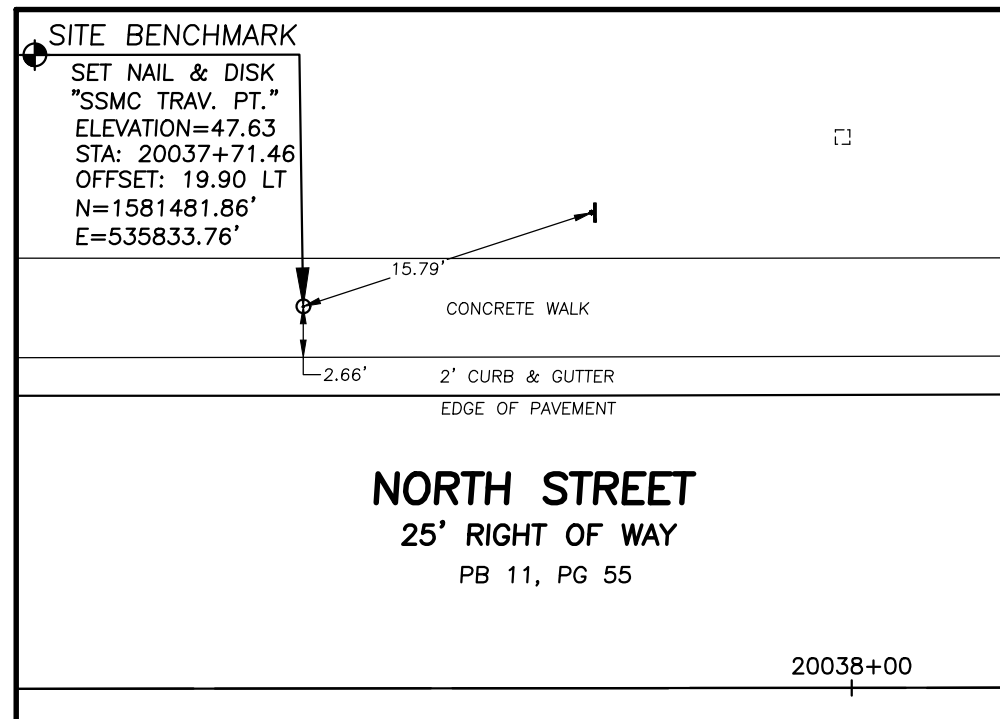 SITE BENCHMARK
SET NAIL & DISK
"SSMC TRAV. PT."
ELEVATION=47.63
STA: 20037+71.46
OFFSET: 19.90 LT
N=1581481.86'
E=535833.76'
15.79'
CONCRETE WALK
2.66'
2' CURB & GUTTER
EDGE OF PAVEMENT
NORTH STREET
25' RIGHT OF WAY
PB 11, PG 55
20038+00